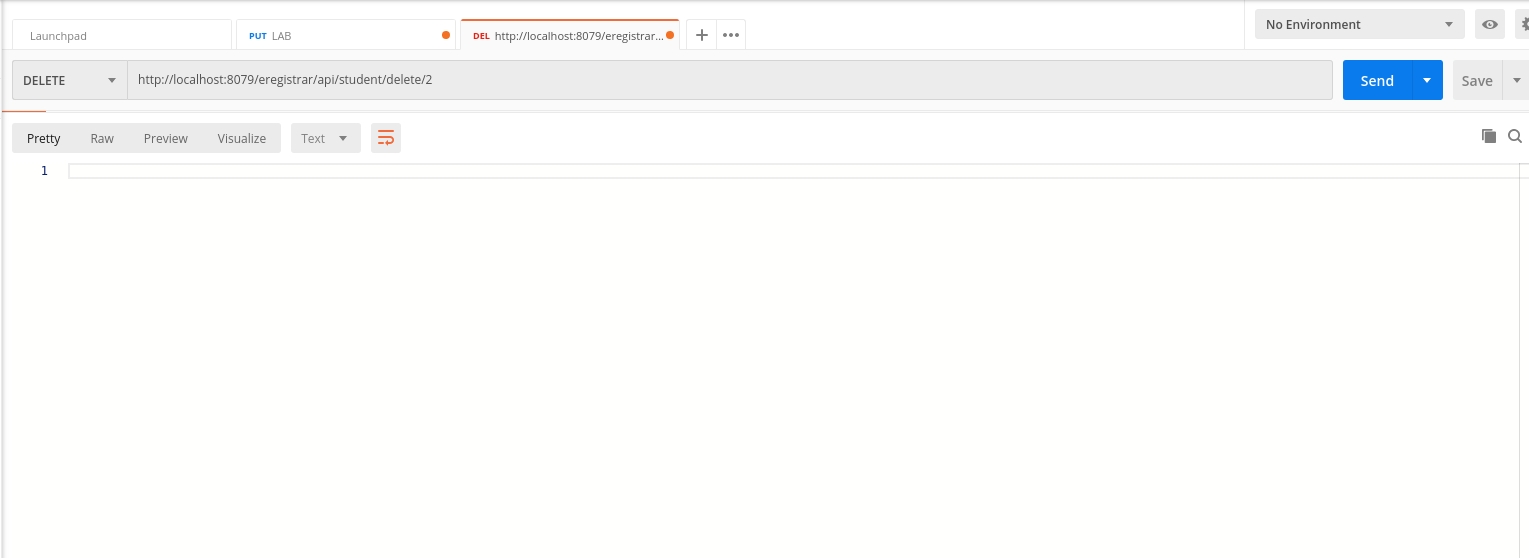 Launchpad PUT LAB DEL http://localhost:8079/eregistrar... No Environment
DELETE http://localhost:8079/eregistrar/api/student/delete/2 Send Save
Pretty Raw Preview Visualize Text
1